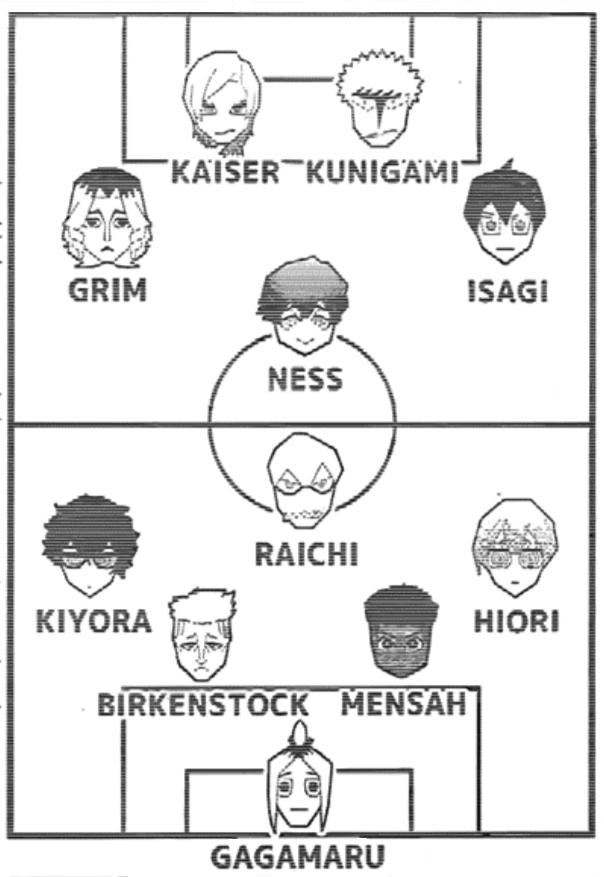 KAISER
KUNIGAMI
GRIM
ISAGI
NESS
RAICHI
KIYORA
HIORI
BIRKENSTOCK
MENSAH
GAGAMARU